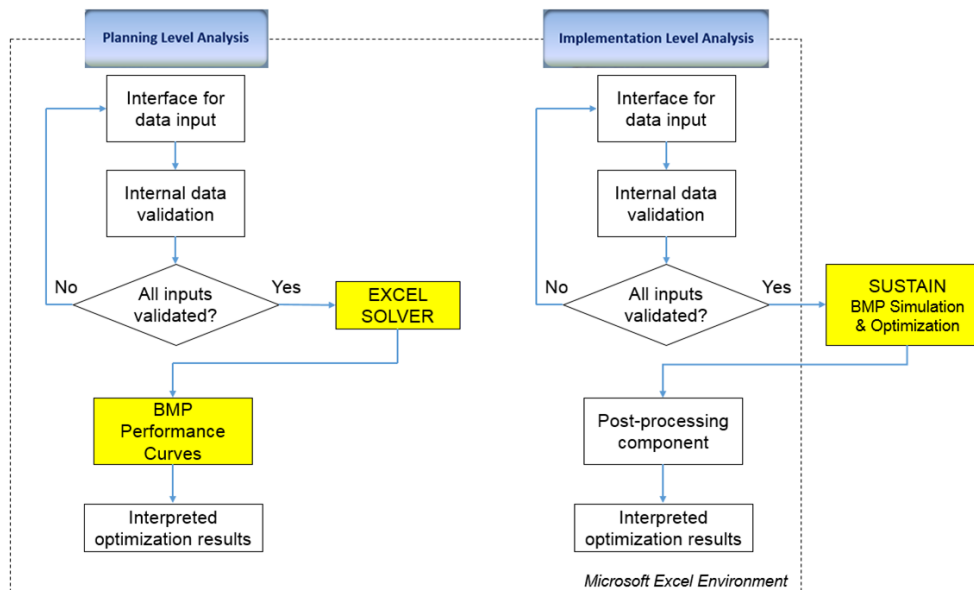 Planning Level Analysis
Interface for
data input
Internal data
validation
No
All inputs
validated?
Yes
EXCEL
SOLVER
BMP
Performance
Curves
Interpreted
optimization results
Implementation Level Analysis
Interface for
data input
Internal data
validation
No
All inputs
validated?
Yes
SUSTAIN
BMP Simulation
& Optimization
Post-processing
component
Interpreted
optimization results
Microsoft Excel Environment